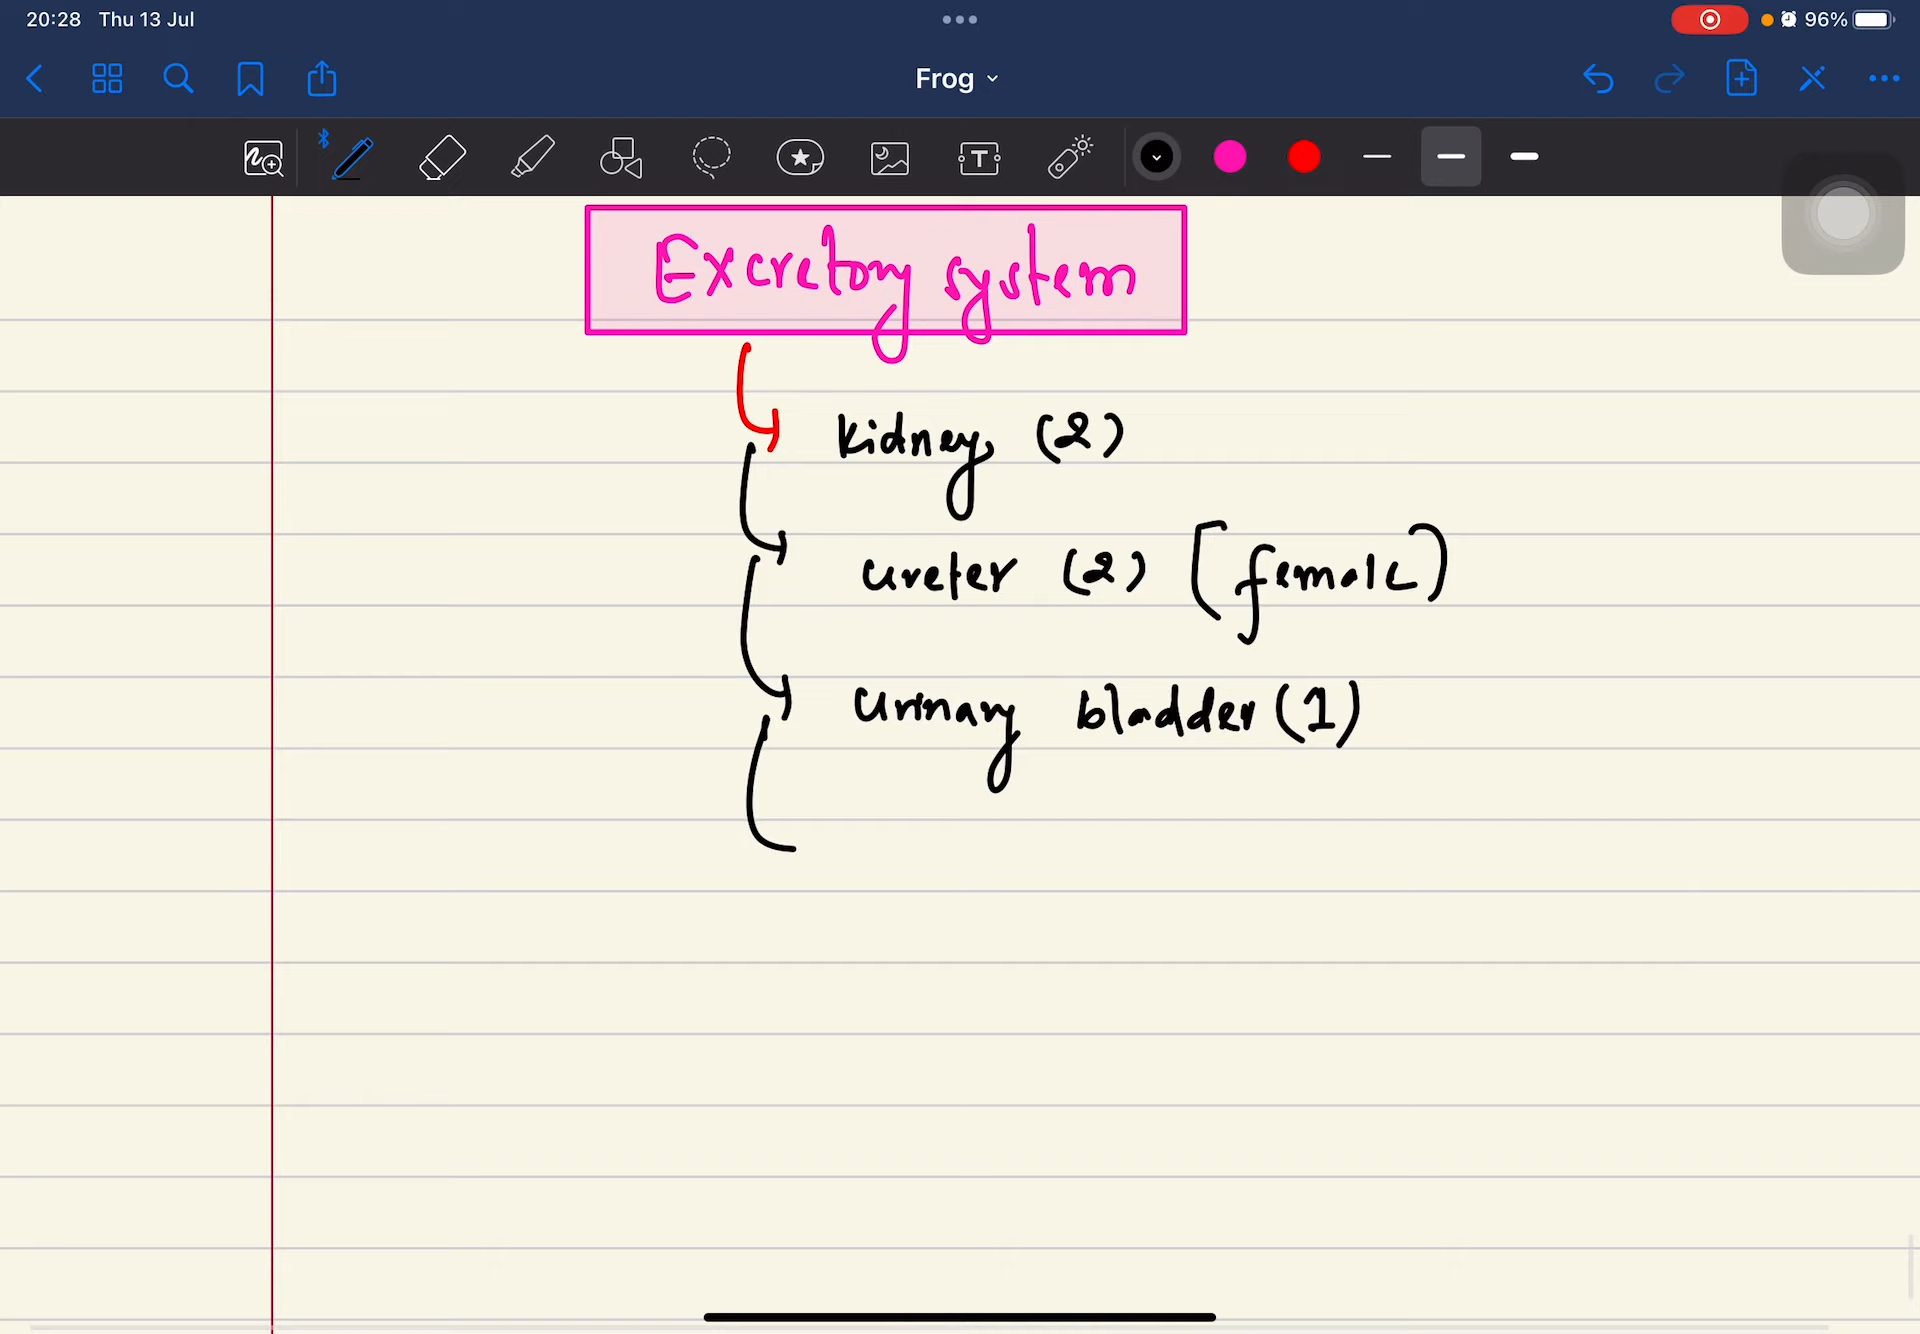 20:28 Thu 13 Jul
96%
Frog
T
Excretory system
kidney (2)
ureter (2) [female)
urinary bladder (1)